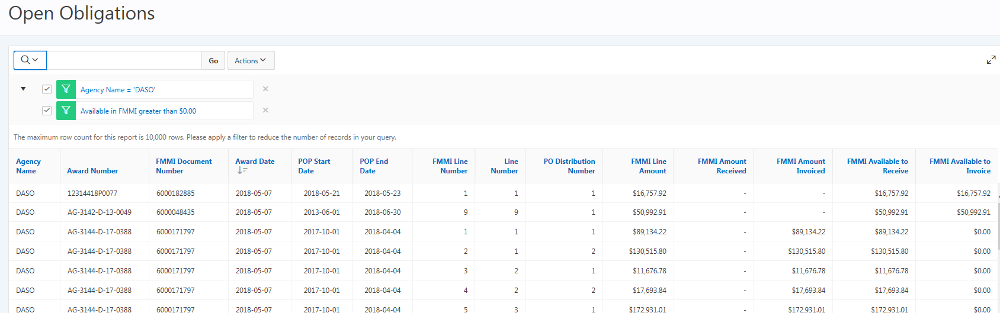 Open Obligations
Go Actions
Agency Name = 'DASO'
Available in FMMI greater than $0.00
The maximum row count for this report is 10,000 rows. Please apply a filter to reduce the number of records in your query.
Agency Name Award Number FMMI Document Number Award Date POP Start Date POP End Date FMMI Line Number Line Number PO Distribution Number FMMI Line Amount FMMI Amount Received FMMI Amount Invoiced FMMI Available to Receive FMMI Available to Invoice
DASO 12314418P0077 6000182885 2018-05-07 2018-05-21 2018-05-23 1 1 1 $16,757.92 - - $16,757.92 $16,757.92
DASO AG-3142-D-13-0049 6000048435 2018-05-07 2013-06-01 2018-06-30 9 9 1 $50,992.91 - - $50,992.91 $50,992.91
DASO AG-3144-D-17-0388 6000171797 2018-05-07 2017-10-01 2018-04-04 1 1 1 $89,134.22 - $89,134.22 $89,134.22 $0.00
DASO AG-3144-D-17-0388 6000171797 2018-05-07 2017-10-01 2018-04-04 2 1 2 $130,515.80 - $130,515.80 $130,515.80 $0.00
DASO AG-3144-D-17-0388 6000171797 2018-05-07 2017-10-01 2018-04-04 3 2 1 $11,676.78 - $11,676.78 $11,676.78 $0.00
DASO AG-3144-D-17-0388 6000171797 2018-05-07 2017-10-01 2018-04-04 4 2 2 $17,693.84 - $17,693.84 $17,693.84 $0.00
DASO AG-3144-D-17-0388 6000171797 2018-05-07 2017-10-01 2018-04-04 5 3 1 $172,931.01 - $172,931.01 $172,931.01 $0.00